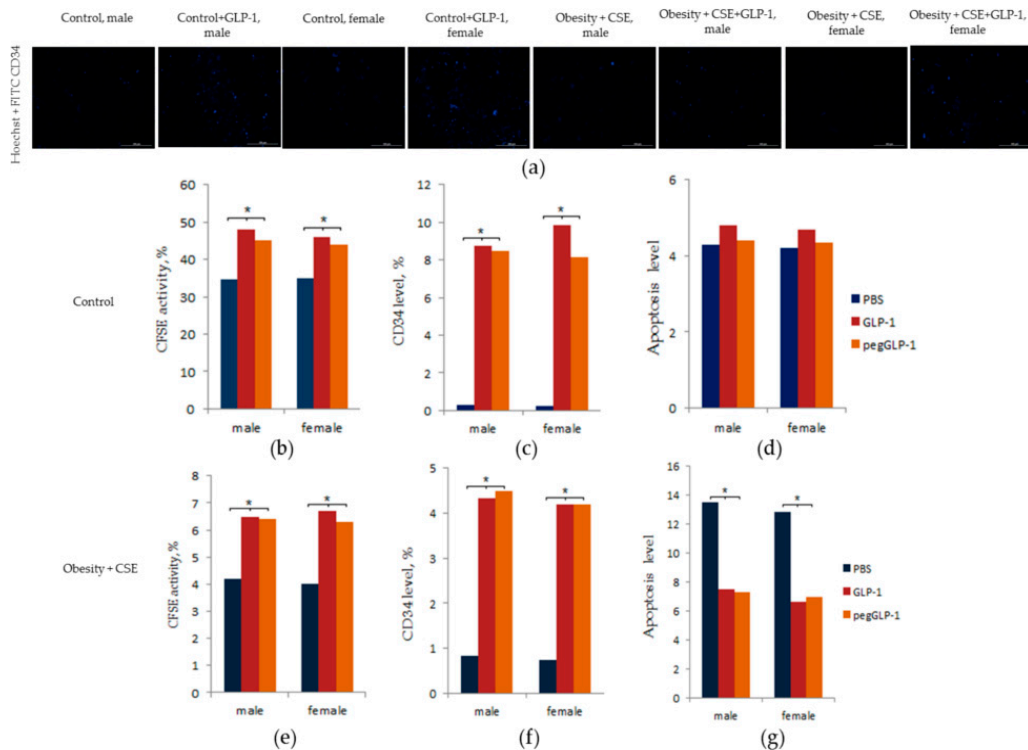 Control, male
Control+GLP-1,
male
Control, female
Control+GLP-1,
female
Obesity + CSE,
male
Obesity + CSE+GLP-1,
male
Obesity + CSE,
female
Obesity + CSE+GLP-1,
female
Hoechst + FITC CD34
(a)
Control
CFSE activity, %
60
50
40
30
20
10
0
*
*
male
female
(b)
CD34 level, %
12
10
8
6
4
2
0
*
*
male
female
(c)
Apoptosis level
6
4
2
0
male
female
(d)
PBS
GLP-1
pegGLP-1
Obesity + CSE
CFSE activity, %
8
7
6
5
4
3
2
1
0
*
*
male
female
(e)
CD34 level, %
5
4
3
2
1
0
*
*
male
female
(f)
Apoptosis level
16
14
12
10
8
6
4
2
0
*
*
male
female
(g)
PBS
GLP-1
pegGLP-1